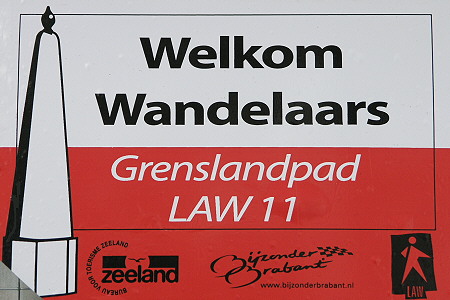 Welkom
Wandelaars
Grenslandpad
LAW 11
BUREAU VOOR TOERISME ZEELAND
zeeland
Bijzonder
Brabant
www.bijzonderbrabant.nl
LAW